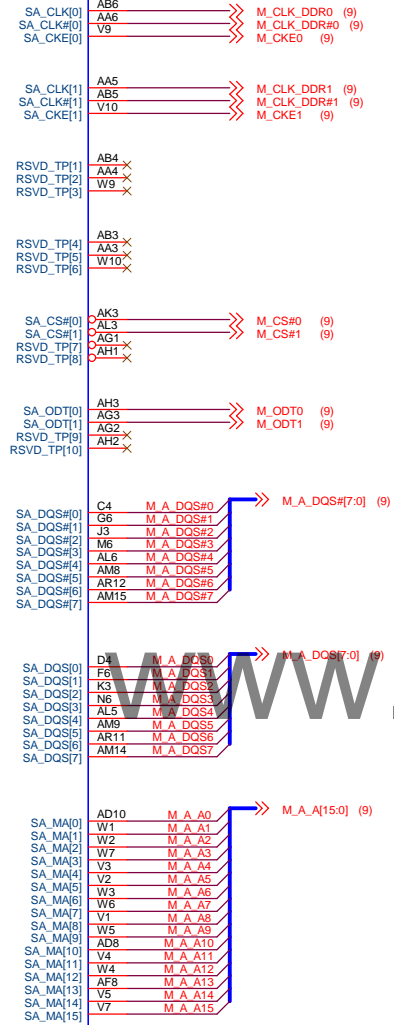 SA_CLK[0] AB6 M_CLK_DDR0 (9)
SA_CLK#[0] AA6 M_CLK_DDR#0 (9)
SA_CKE[0] V9 M_CKE0 (9)
SA_CLK[1] AA5 M_CLK_DDR1 (9)
SA_CLK#[1] AB5 M_CLK_DDR#1 (9)
SA_CKE[1] V10 M_CKE1 (9)
RSVD_TP[1] AB4
RSVD_TP[2] AA4
RSVD_TP[3] W9
RSVD_TP[4] AB3
RSVD_TP[5] AA3
RSVD_TP[6] W10
SA_CS#[0] AK3 M_CS#0 (9)
SA_CS#[1] AL3 M_CS#1 (9)
RSVD_TP[7] AG1
RSVD_TP[8] AH1
SA_ODT[0] AH3 M_ODT0 (9)
SA_ODT[1] AG3 M_ODT1 (9)
RSVD_TP[9] AG2
RSVD_TP[10] AH2
M_A_DQS#[7:0] (9)
SA_DQS#[0] C4 M_A_DQS#0
SA_DQS#[1] G6 M_A_DQS#1
SA_DQS#[2] J3 M_A_DQS#2
SA_DQS#[3] M6 M_A_DQS#3
SA_DQS#[4] AL6 M_A_DQS#4
SA_DQS#[5] AM8 M_A_DQS#5
SA_DQS#[6] AR12 M_A_DQS#6
SA_DQS#[7] AM15 M_A_DQS#7
M_A_DQS[7:0] (9)
SA_DQS[0] D4 M_A_DQS0
SA_DQS[1] F6 M_A_DQS1
SA_DQS[2] K3 M_A_DQS2
SA_DQS[3] N6 M_A_DQS3
SA_DQS[4] AL5 M_A_DQS4
SA_DQS[5] AM9 M_A_DQS5
SA_DQS[6] AR11 M_A_DQS6
SA_DQS[7] AM14 M_A_DQS7
www.
M_A_A[15:0] (9)
SA_MA[0] AD10 M_A_A0
SA_MA[1] W1 M_A_A1
SA_MA[2] W2 M_A_A2
SA_MA[3] W7 M_A_A3
SA_MA[4] V3 M_A_A4
SA_MA[5] V2 M_A_A5
SA_MA[6] W3 M_A_A6
SA_MA[7] W6 M_A_A7
SA_MA[8] V1 M_A_A8
SA_MA[9] W5 M_A_A9
SA_MA[10] AD8 M_A_A10
SA_MA[11] V4 M_A_A11
SA_MA[12] W4 M_A_A12
SA_MA[13] AF8 M_A_A13
SA_MA[14] V5 M_A_A14
SA_MA[15] V7 M_A_A15